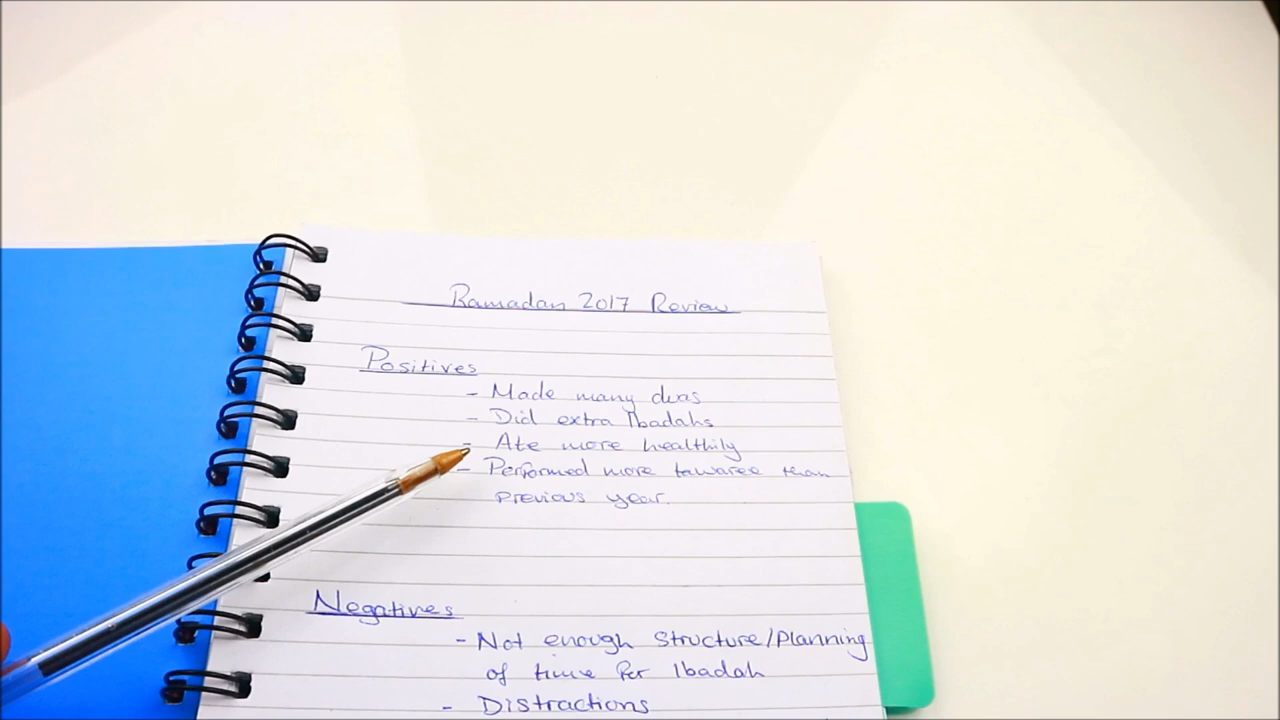 Ramadan 2017 Review
Positives
- Made many duas
- Did extra Ibadahs
- Ate more healthily
- Performed more tawaree than
previous year.
Negatives
- Not enough Structure/Planning
of time for Ibadah
- Distractions